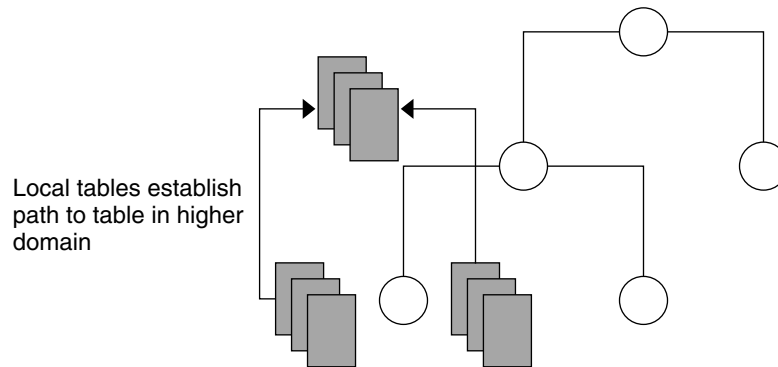 Local tables establish
path to table in higher
domain